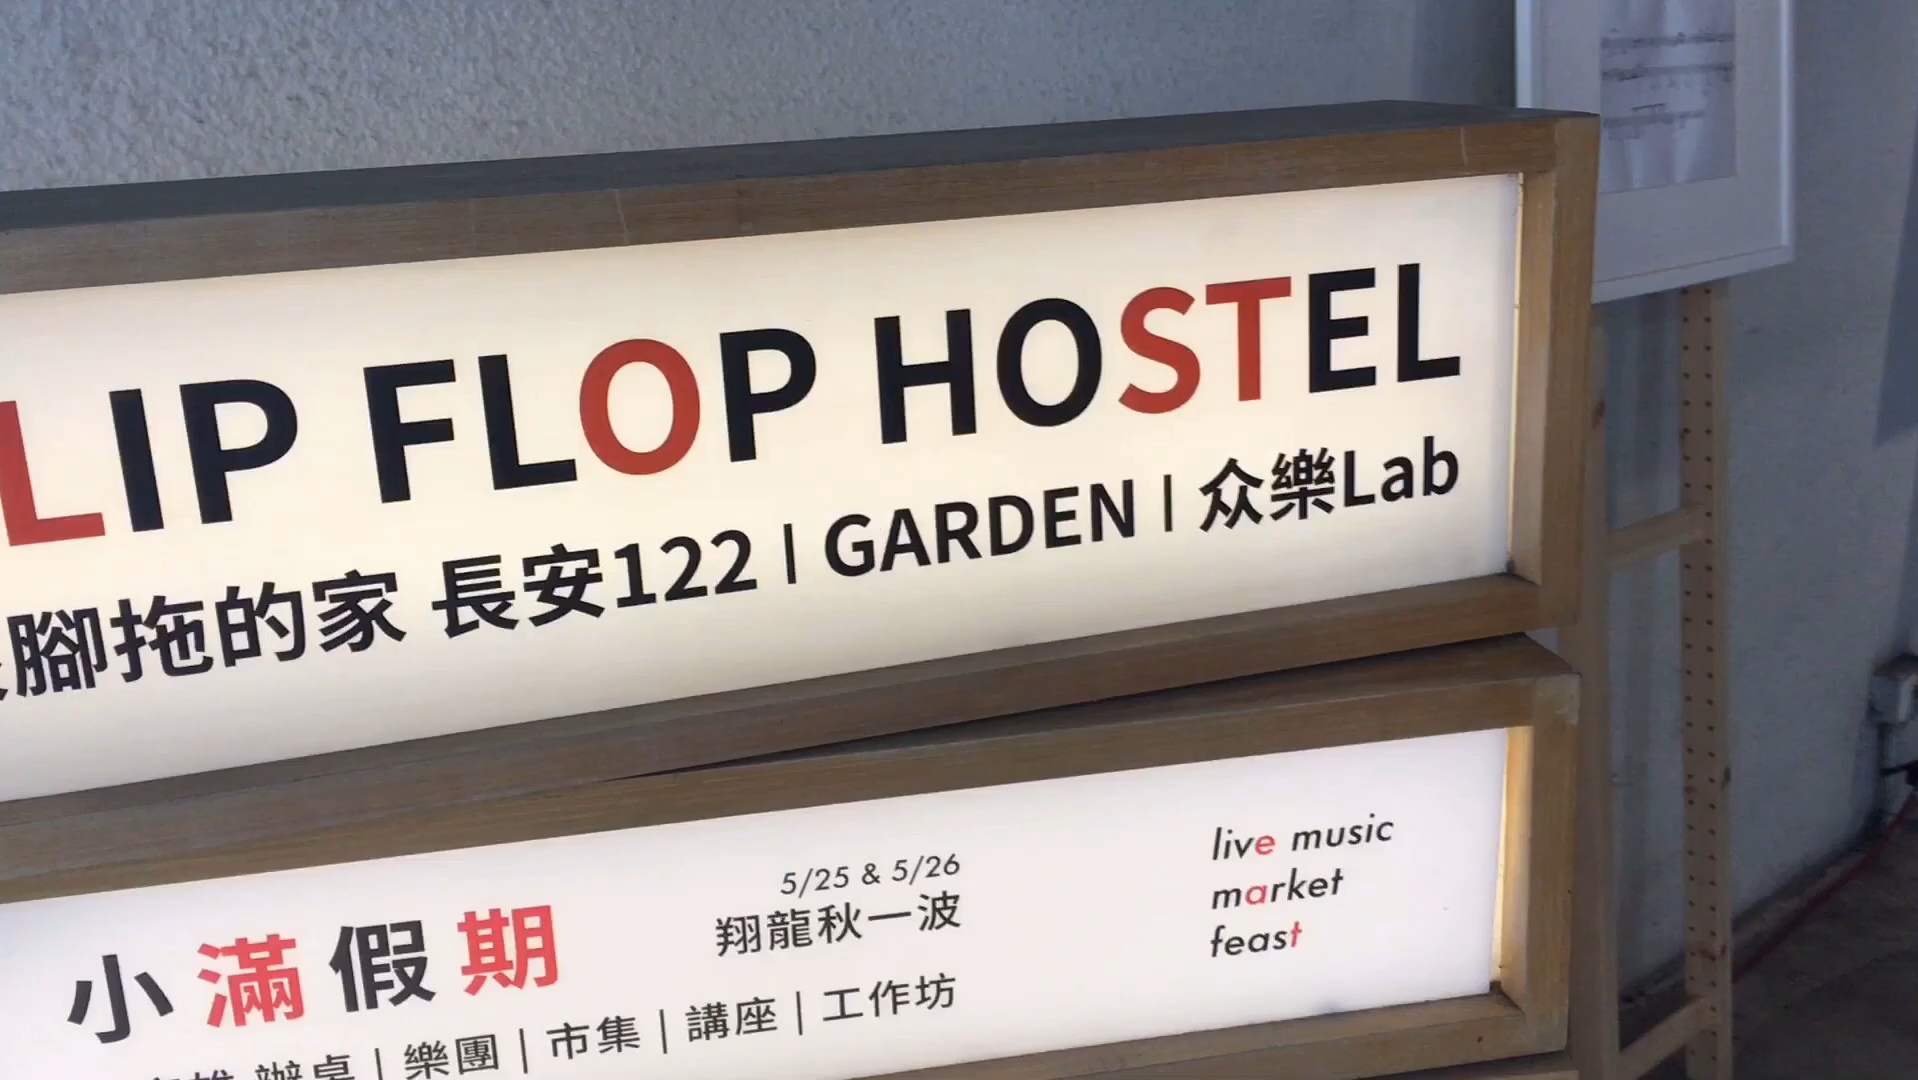 LIP FLOP HOSTEL
腳拖的家 長安122 | GARDEN | 众樂Lab
小滿假期
5/25 & 5/26
翔龍秋一波
辦桌 | 樂團 | 市集 | 講座 | 工作坊
live music
market
feast